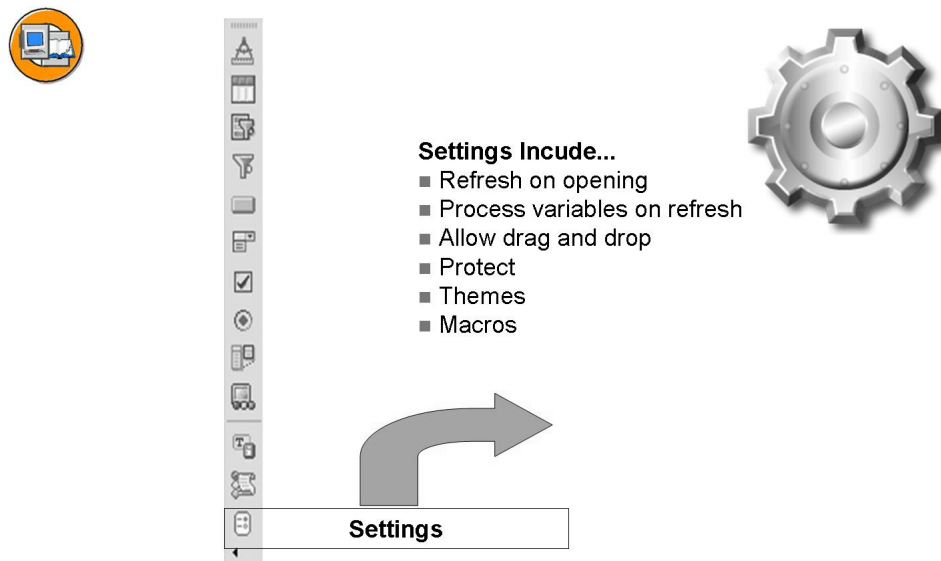 Settings Incude...
Refresh on opening
Process variables on refresh
Allow drag and drop
Protect
Themes
Macros
T
Settings